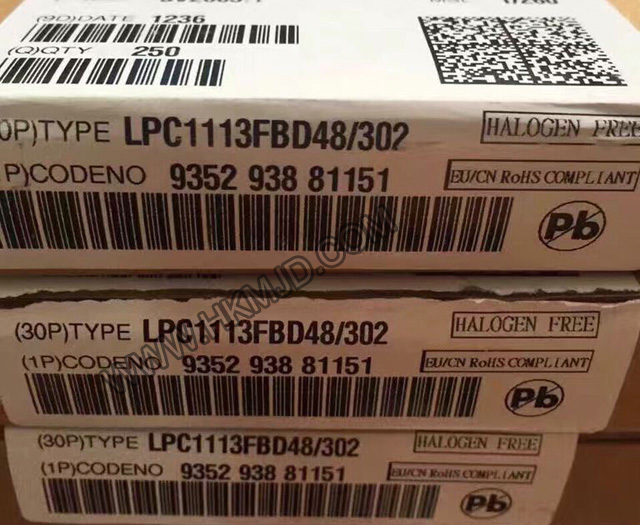 (9D)DATE 1236
(Q)QTY 250
0P)TYPE LPC1113FBD48/302
HALOGEN FREE
P)CODENO 9352 938 81151
EU/CN RoHS COMPLIANT
Pb
(30P)TYPE LPC1113FBD48/302
HALOGEN FREE
(1P)CODENO 9352 938 81151
EU/CN RoHS COMPLIANT
Pb
(30P)TYPE LPC1113FBD48/302
HALOGEN FREE
(1P)CODENO 9352 938 81151
EU/CN RoHS COMPLIANT
Pb
WWW.HKMJD.COM